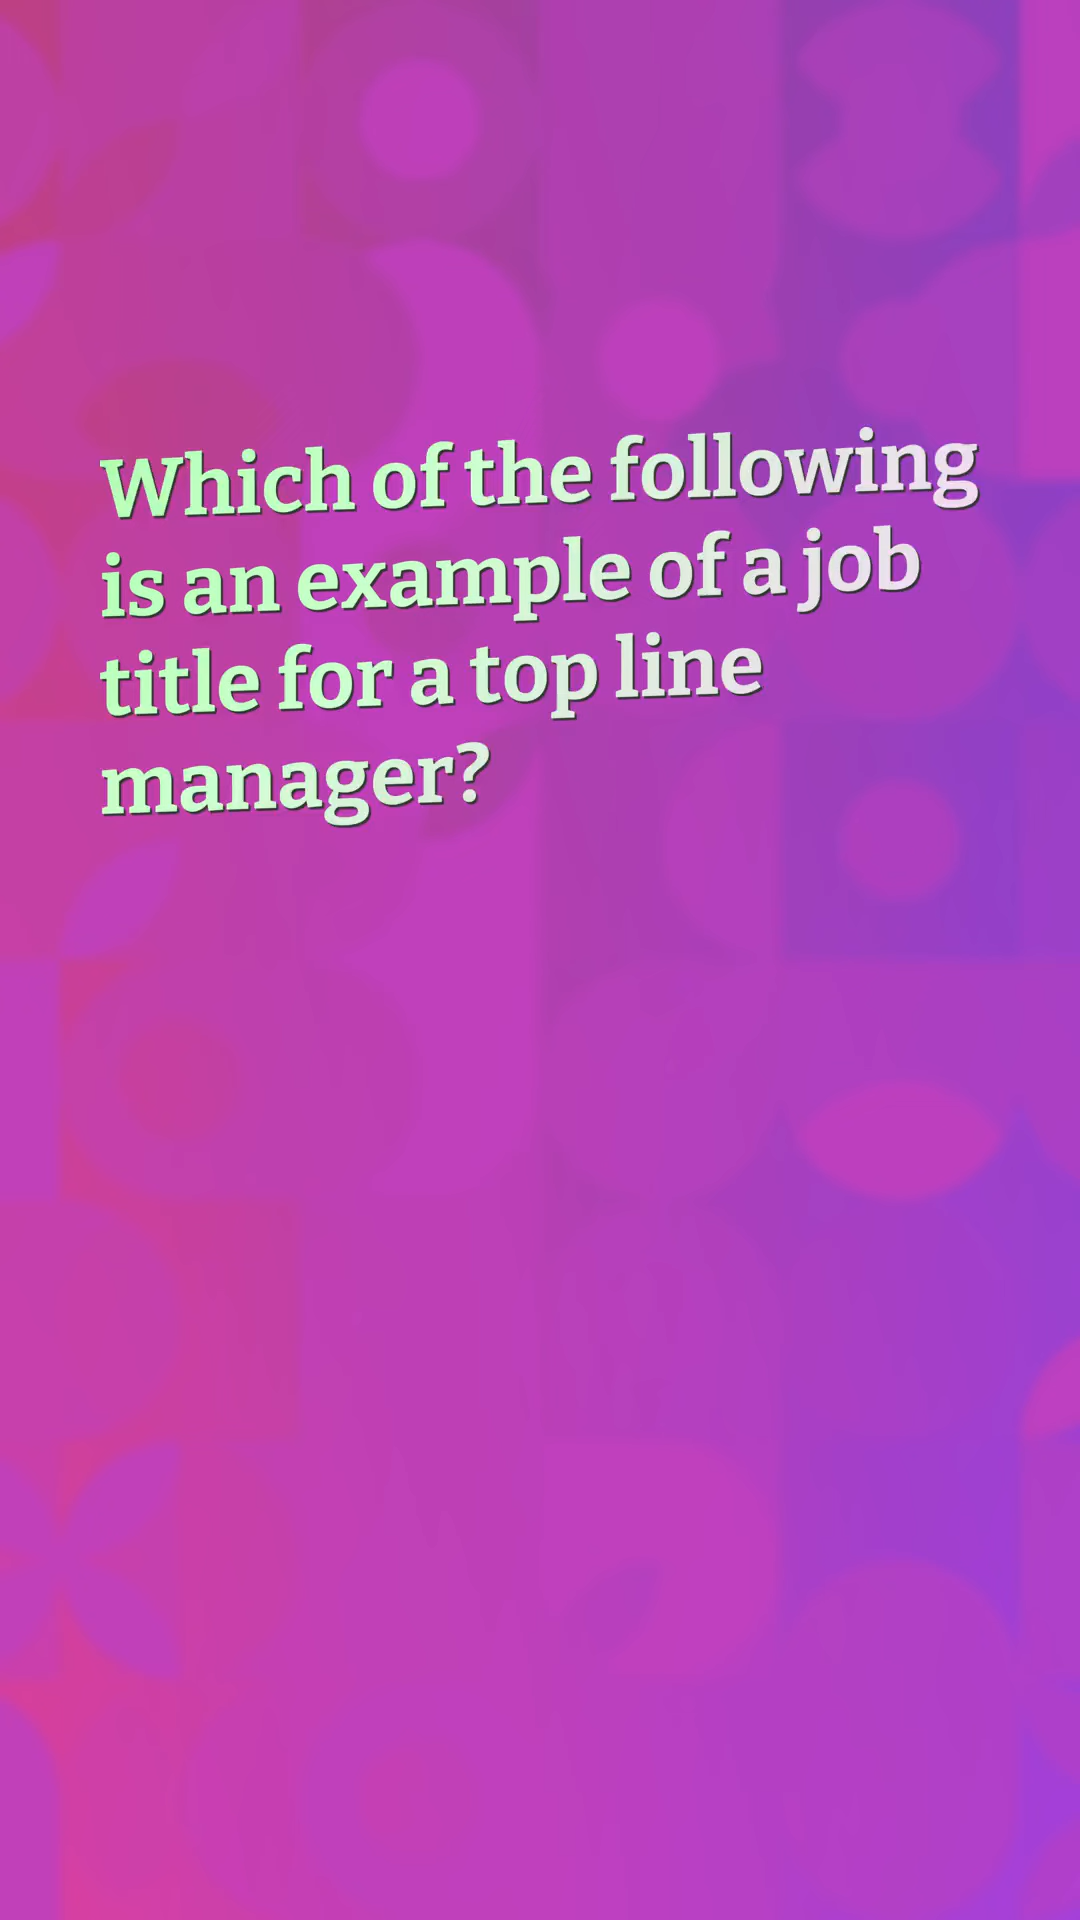 Which of the following
is an example of a job
title for a top line
manager?